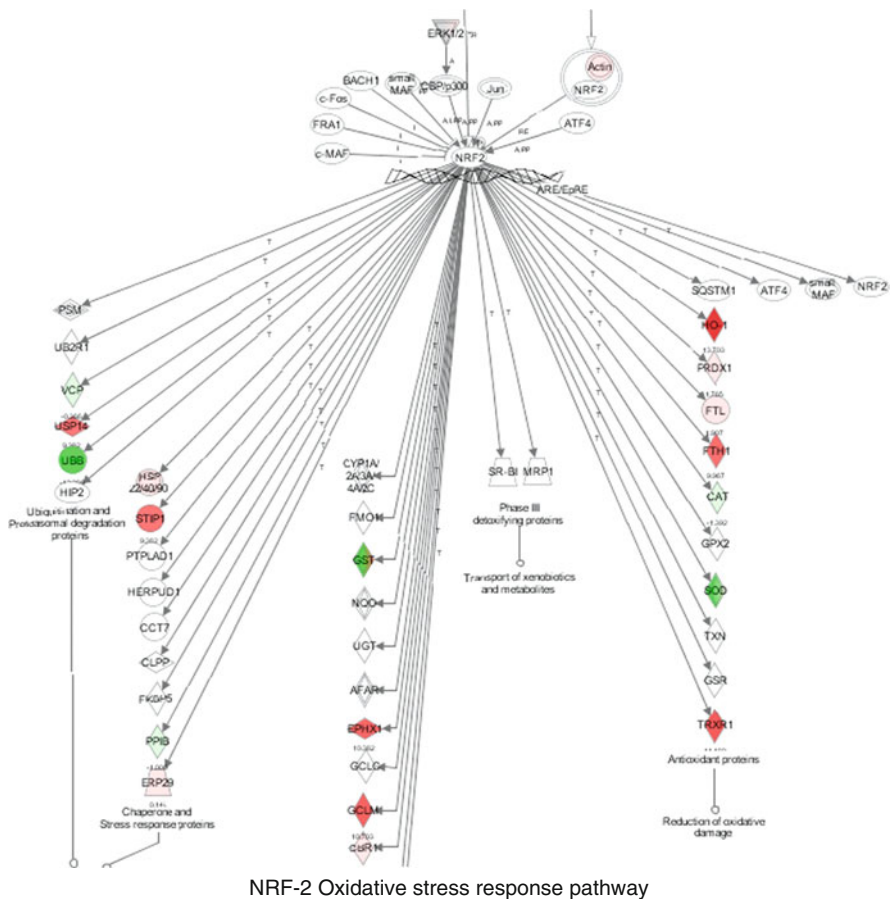 ERK1/2
BACH1
small
MAF
CBP/p300
Jun
Actin
NRF2
c-Fos
FRA1
ATF4
c-MAF
NRF2
ARE/EpRE
PSM
UB2R1
VCP
USP14
UBB
HIP2
Ubiquitination and
Proteasomal degradation
proteins
HSP
22/40/90
STIP1
PTPLAD1
HERPUD1
CCT7
CLPP
PPIB
ERP29
Chaperone and
Stress response proteins
CYP1A/
2A/3A/
4A/2C
FMO1
GST
NQO
UGT
AFAR
EPHX1
GCLC
GCLM
CBR1
SR-BI
MRP1
Phase III
detoxifying proteins
Transport of xenobiotics
and metabolites
SQSTM1
ATF4
small
MAF
NRF2
HO-1
PRDX1
FTL
FTH1
CAT
GPX2
SOD
TXN
GSR
TRXR1
Antioxidant proteins
Reduction of oxidative
damage
NRF-2 Oxidative stress response pathway